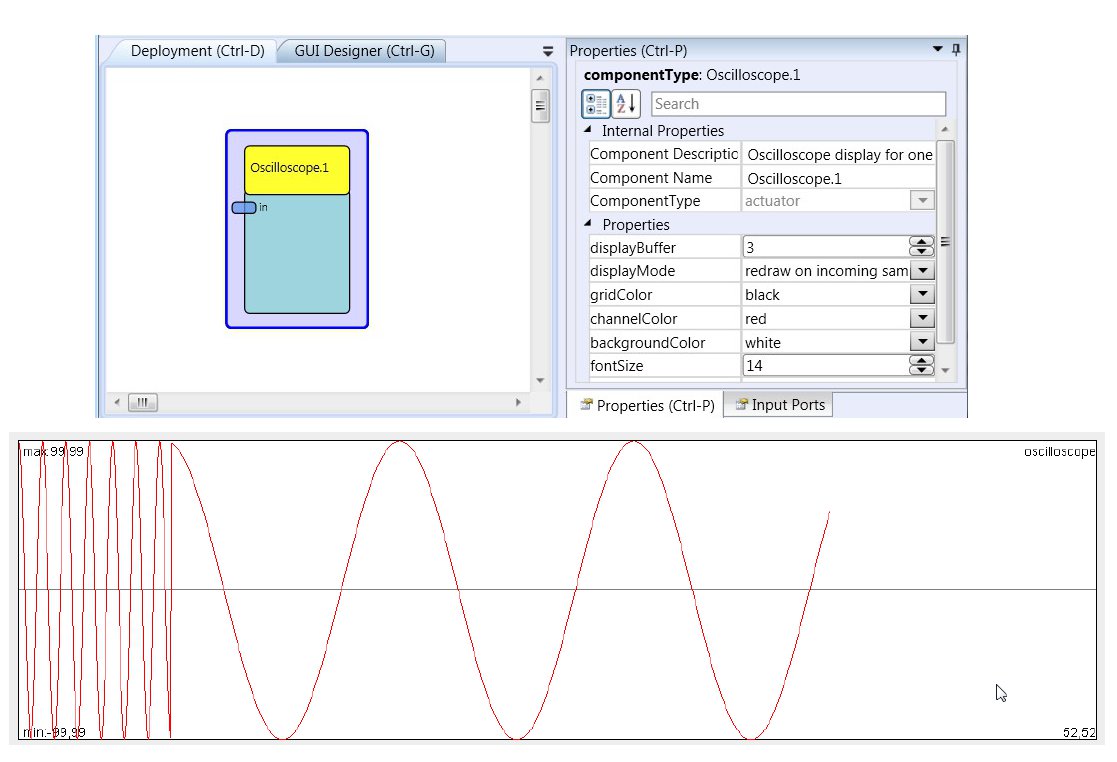 Deployment (Ctrl-D)
GUI Designer (Ctrl-G)
Oscilloscope.1
in
Properties (Ctrl-P)
componentType: Oscilloscope.1
Search
Internal Properties
Component Descriptic Oscilloscope display for one
Component Name Oscilloscope.1
ComponentType actuator
Properties
displayBuffer 3
displayMode redraw on incoming sam
gridColor black
channelColor red
backgroundColor white
fontSize 14
Properties (Ctrl-P)
Input Ports
max:99,99
oscilloscope
min:-99,99
52,52